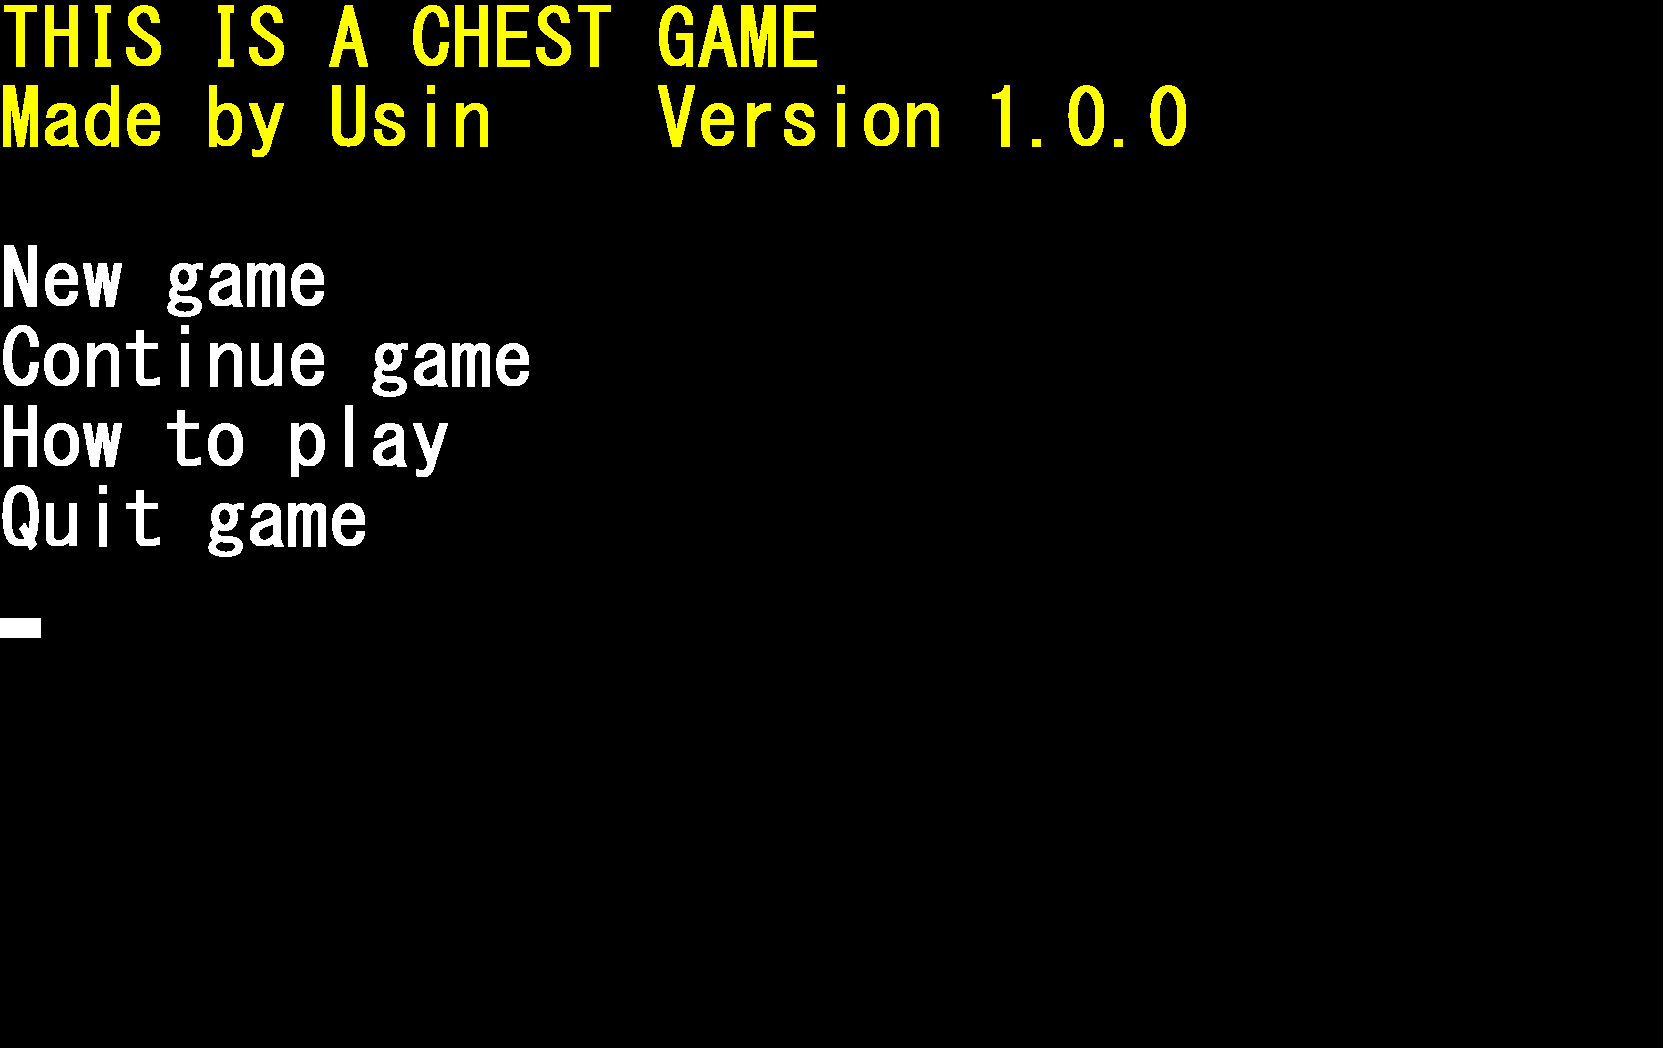 THIS IS A CHEST GAME
Made by Usin    Version 1.0.0
New game
Continue game
How to play
Quit game